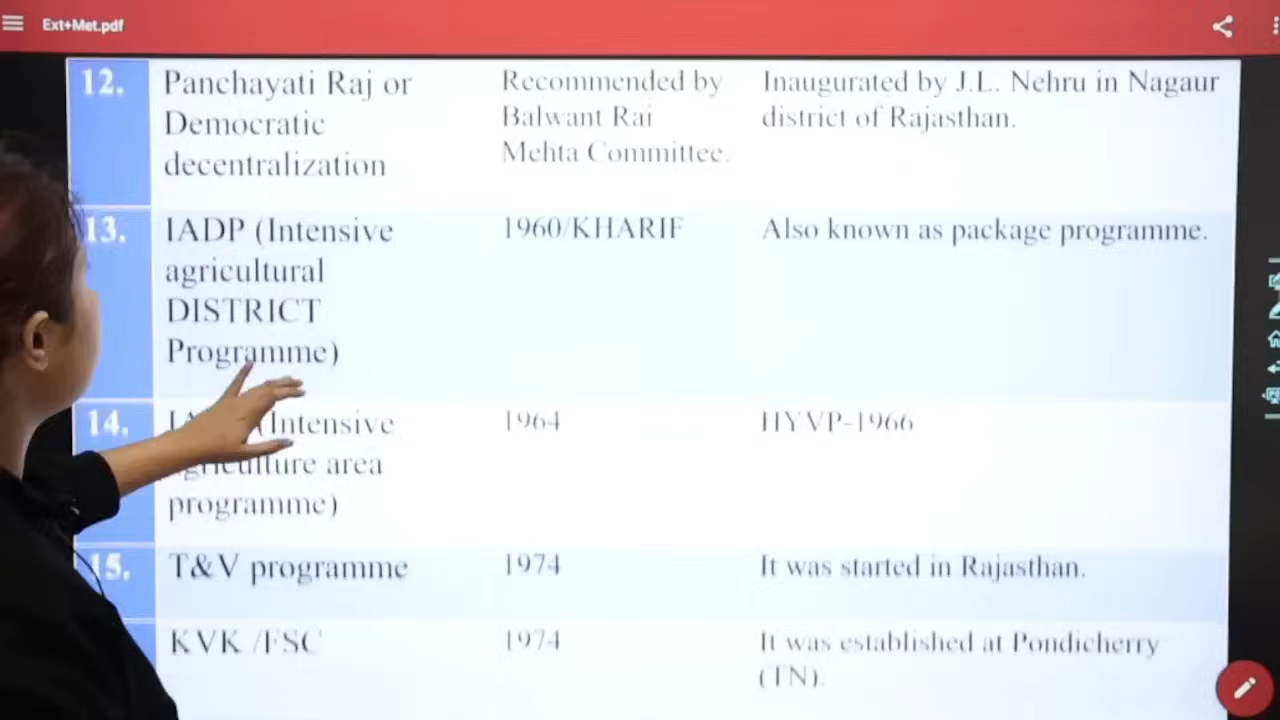 Ext+Met.pdf
12. Panchayati Raj or Recommended by Inaugurated by J.L. Nehru in Nagaur
Democratic Balwant Rai district of Rajasthan.
decentralization Mehta Committee.
13. IADP (Intensive 1960/KHARIF Also known as package programme.
agricultural
DISTRICT
Programme)
14. (Intensive 1964 HYVP-1966
agriculture area
programme)
15. T&V programme 1974 It was started in Rajasthan.
KVK /FSC 1974 It was established at Pondicherry
(TN).